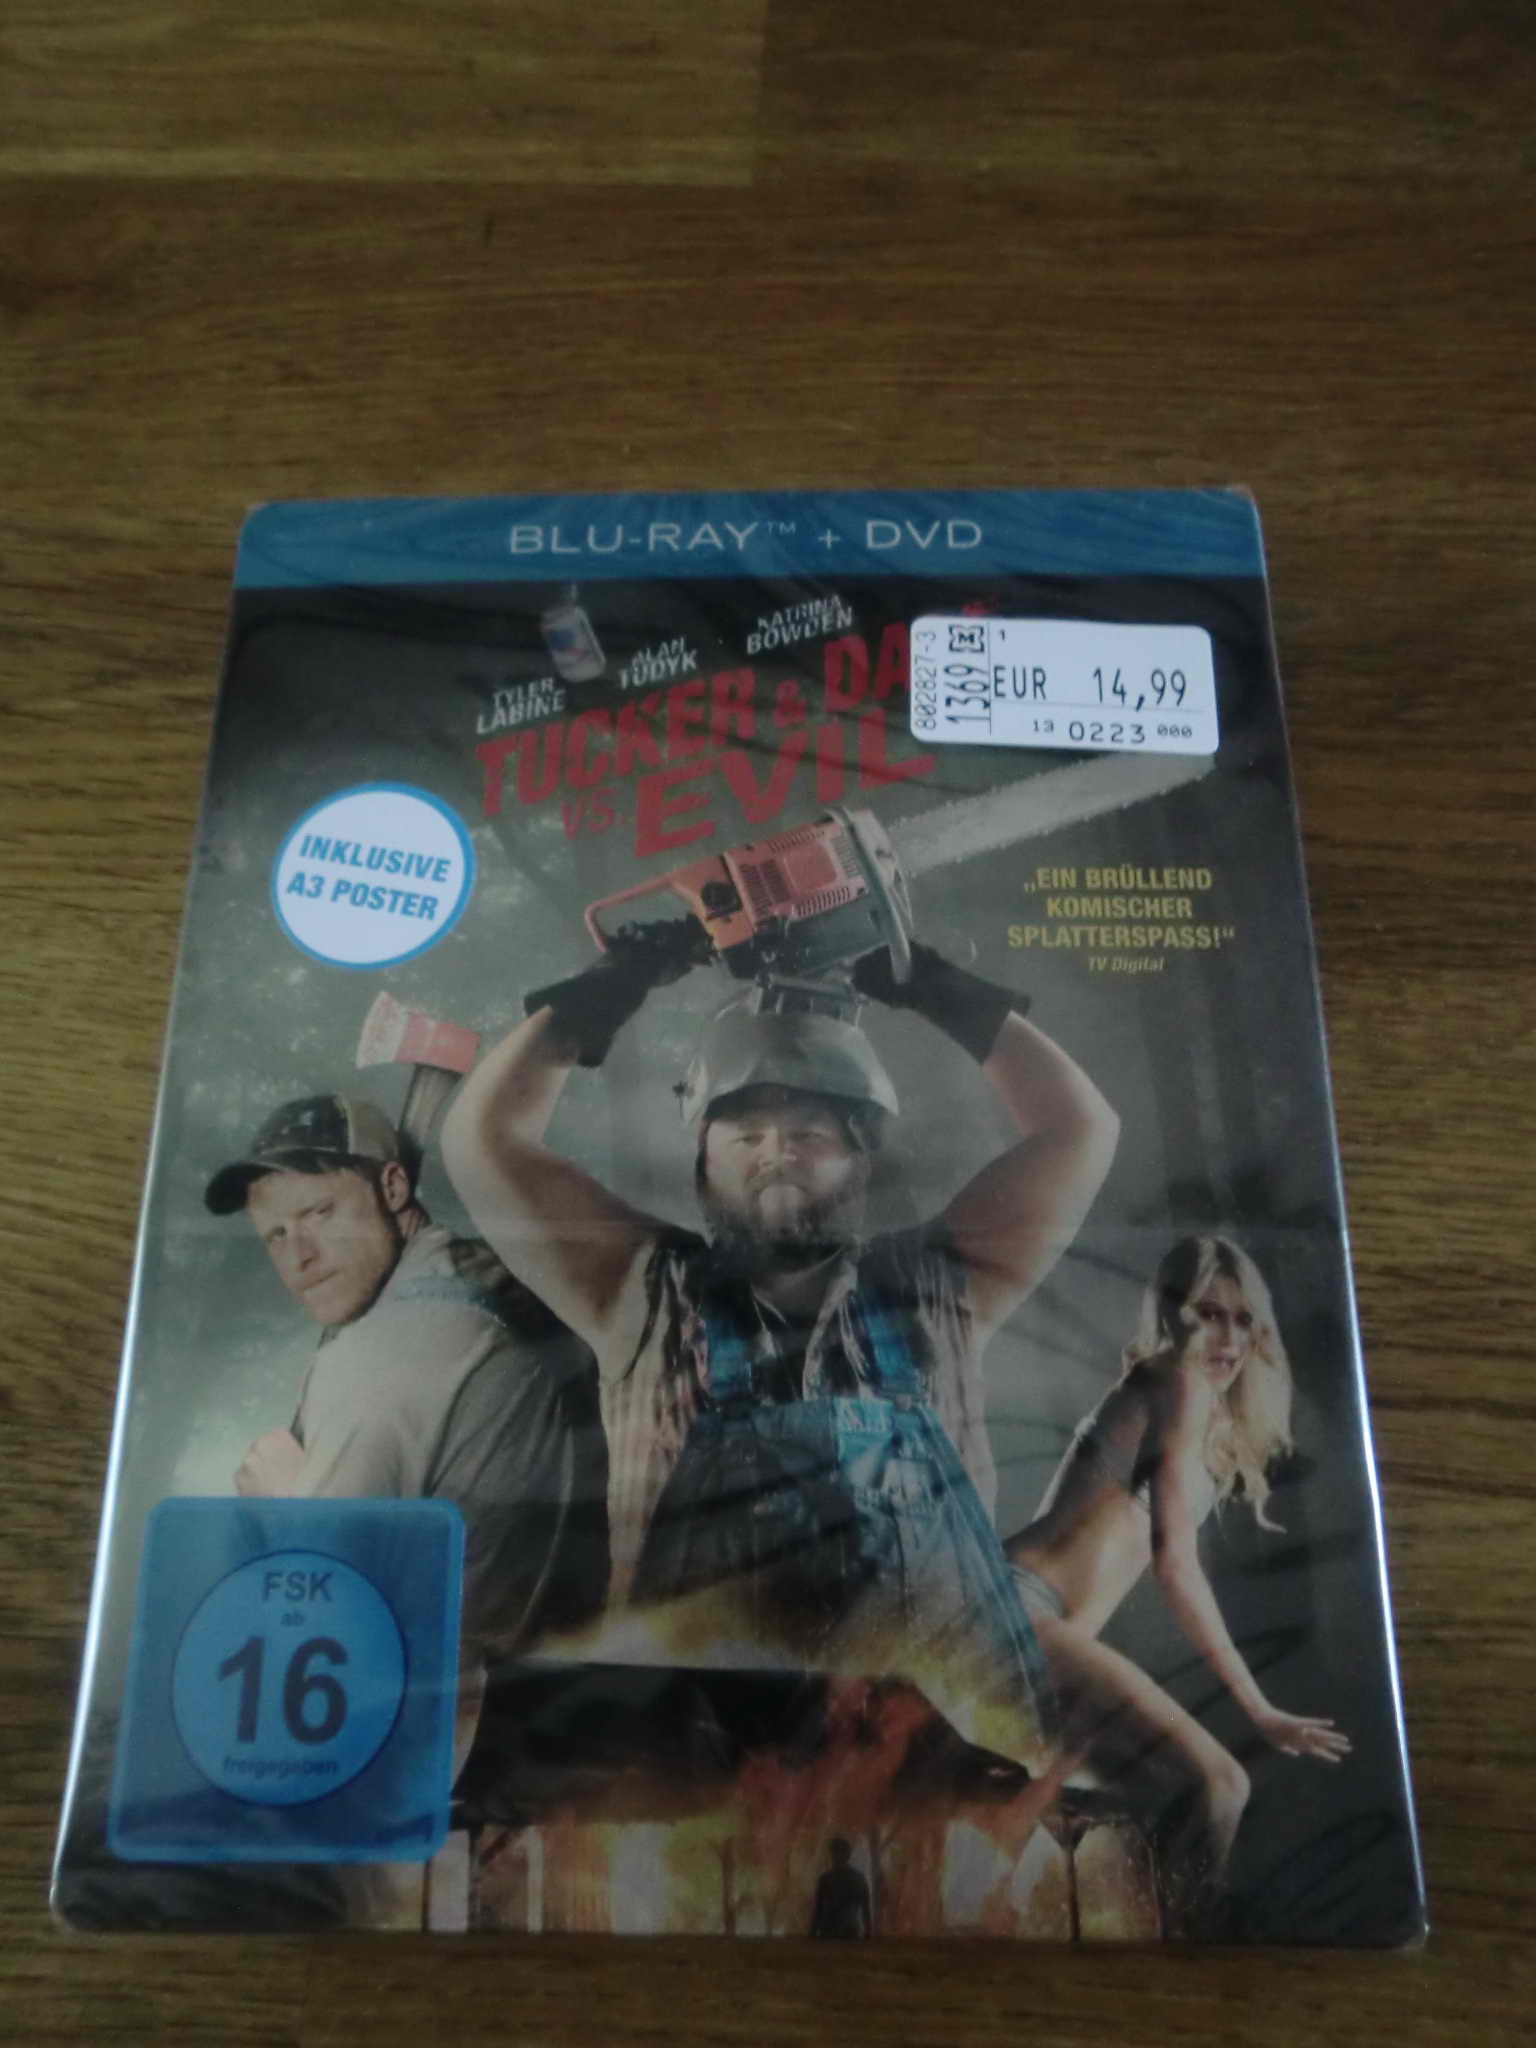 BLU-RAY™ + DVD
TYLER
LABINE
ALAN
TUDYK
KATRINA
BOWDEN
TUCKER & DA
VS. EVIL
802827-3
1369
1
EUR 14,99
13 0223 000
INKLUSIVE
A3 POSTER
„EIN BRÜLLEND
KOMISCHER
SPLATTERSPASS!“
TV Digital
FSK
ab
16
freigegeben